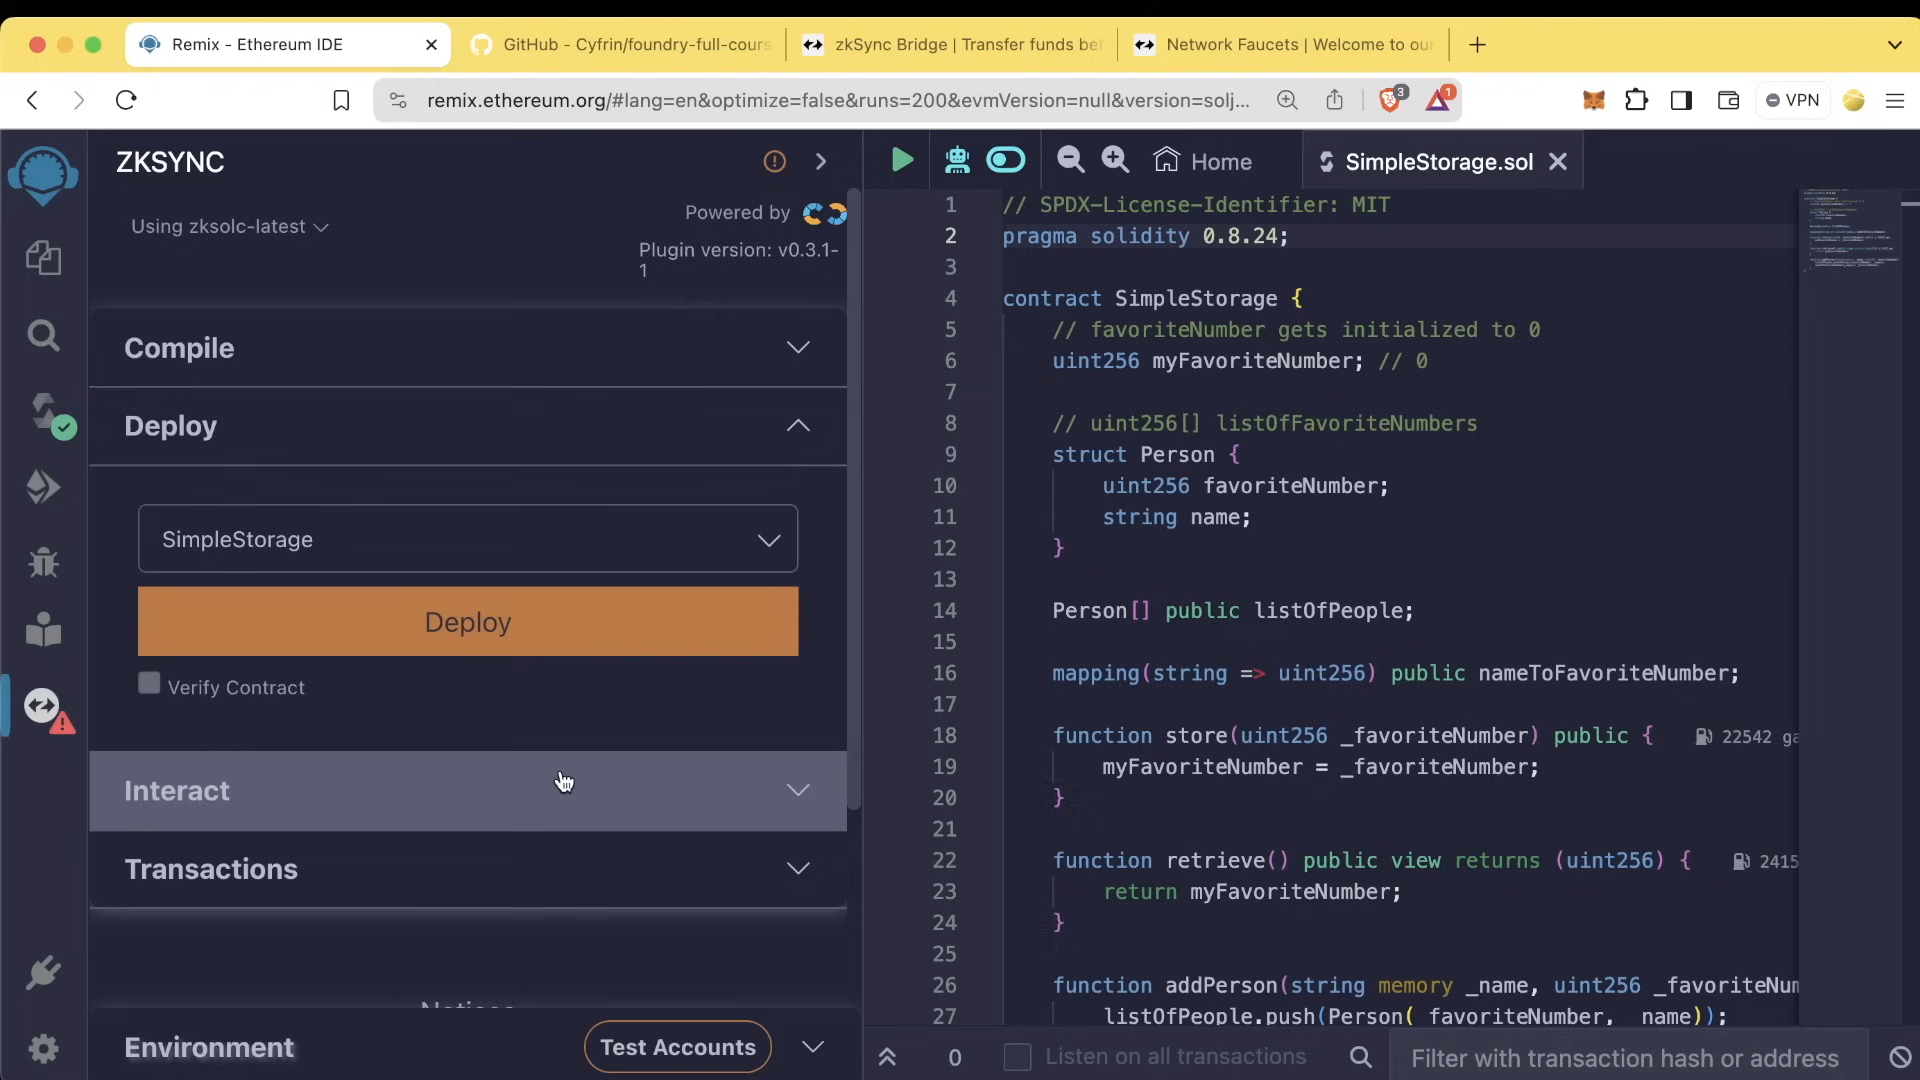 Remix - Ethereum IDE
GitHub - Cyfrin/foundry-full-cours
zkSync Bridge | Transfer funds bet
Network Faucets | Welcome to our
remix.ethereum.org/#lang=en&optimize=false&runs=200&evmVersion=null&version=solj...
3
1
VPN
ZKSYNC
Using zksolc-latest
Powered by
Plugin version: v0.3.1-
1
Compile
Deploy
SimpleStorage
Deploy
Verify Contract
Interact
Transactions
Environment
Test Accounts
Home
SimpleStorage.sol
1 // SPDX-License-Identifier: MIT
2 pragma solidity 0.8.24;
3
4 contract SimpleStorage {
5 // favoriteNumber gets initialized to 0
6 uint256 myFavoriteNumber; // 0
7
8 // uint256[] listOfFavoriteNumbers
9 struct Person {
10 uint256 favoriteNumber;
11 string name;
12 }
13
14 Person[] public listOfPeople;
15
16 mapping(string => uint256) public nameToFavoriteNumber;
17
18 function store(uint256 _favoriteNumber) public { 22542 ga
19 myFavoriteNumber = _favoriteNumber;
20 }
21
22 function retrieve() public view returns (uint256) { 2415
23 return myFavoriteNumber;
24 }
25
26 function addPerson(string memory _name, uint256 _favoriteNum
27 listOfPeople.push(Person(_favoriteNumber, _name));
0
Listen on all transactions
Filter with transaction hash or address